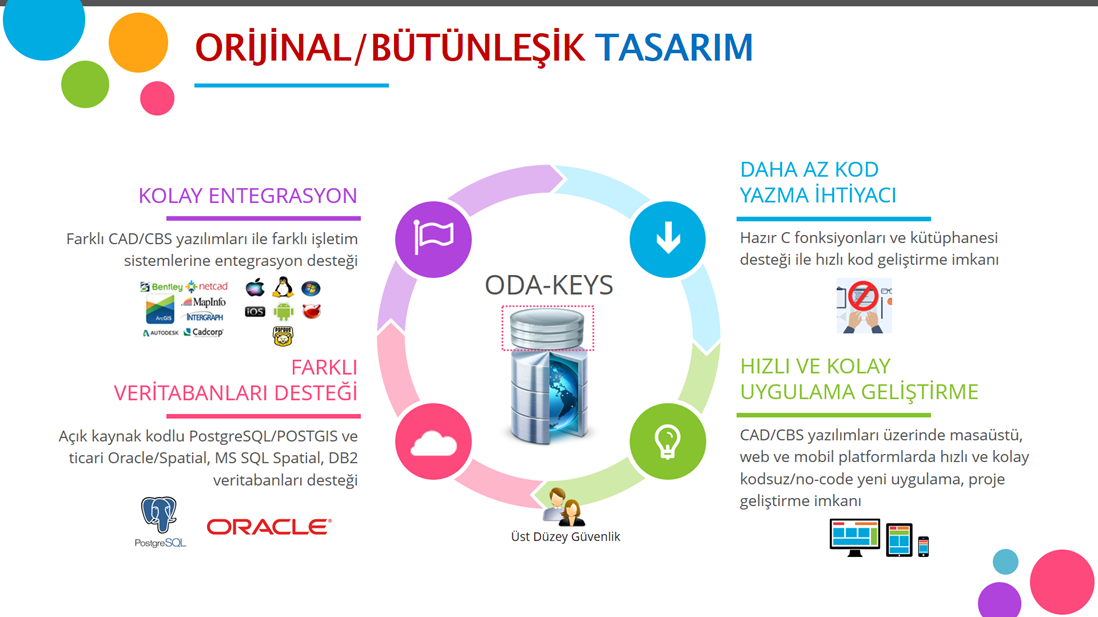 ORİJİNAL/BÜTÜNLEŞİK TASARIM
KOLAY ENTEGRASYON
Farklı CAD/CBS yazılımları ile farklı işletim
sistemlerine entegrasyon desteği
Bentley netcad
ArcGIS
MapInfo
INTERGRAPH
AUTODESK Cadcorp
iOS
PARDUS
FARKLI
VERİTABANLARI DESTEĞİ
Açık kaynak kodlu PostgreSQL/POSTGIS ve
ticari Oracle/Spatial, MS SQL Spatial, DB2
veritabanları desteği
PostgreSQL
ORACLE
ODA-KEYS
Üst Düzey Güvenlik
DAHA AZ KOD
YAZMA İHTİYACI
Hazır C fonksiyonları ve kütüphanesi
desteği ile hızlı kod geliştirme imkanı
HIZLI VE KOLAY
UYGULAMA GELİŞTİRME
CAD/CBS yazılımları üzerinde masaüstü,
web ve mobil platformlarda hızlı ve kolay
kodsuz/no-code yeni uygulama, proje
geliştirme imkanı